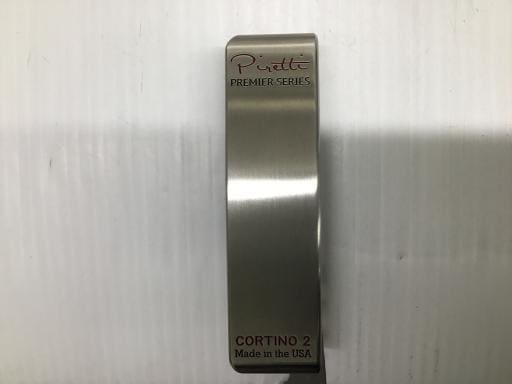 Piretti
PREMIER SERIES
CORTINO 2
Made in the USA